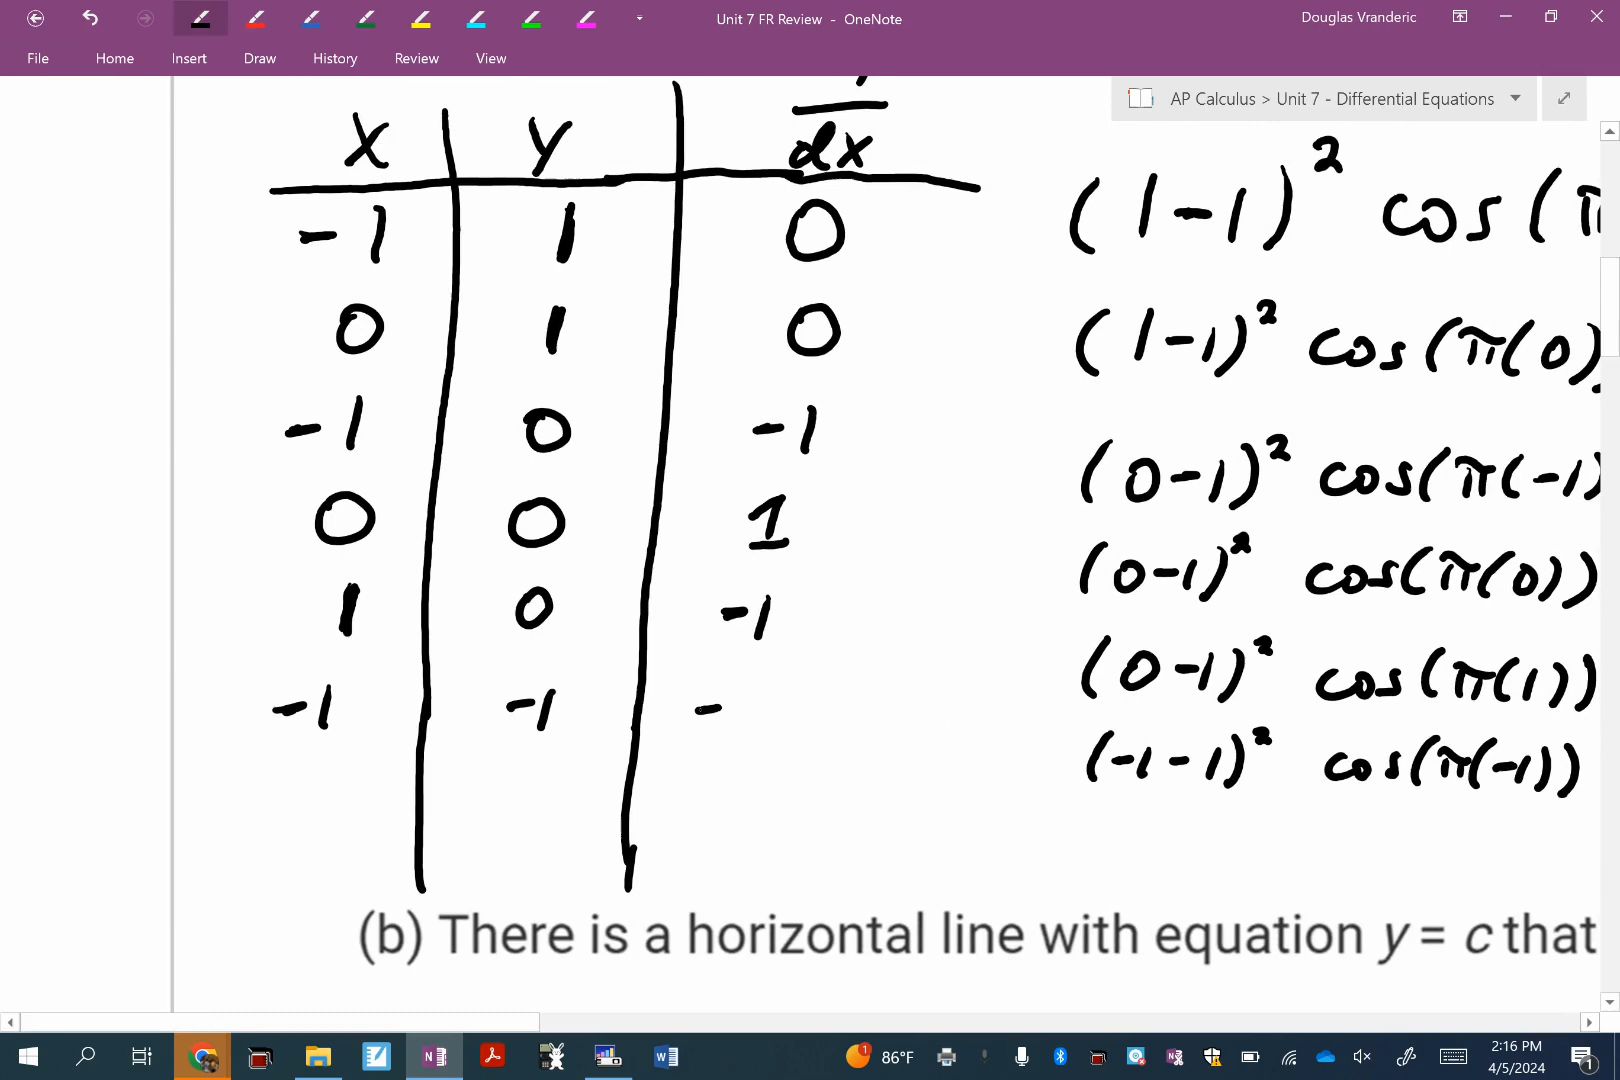 Unit 7 FR Review - OneNote
Douglas Vranderic
File Home Insert Draw History Review View
AP Calculus > Unit 7 - Differential Equations
x y dx
-1 1 0
(1-1)² cos(π
0 1 0
(1-1)² cos(π(0)
-1 0 -1
(0-1)² cos(π(-1)
0 0 1
(0-1)² cos(π(0))
1 0 -1
(0-1)² cos(π(1))
-1 -1 -
(-1-1)² cos(π(-1))
(b) There is a horizontal line with equation y = c that
86°F
2:16 PM
4/5/2024